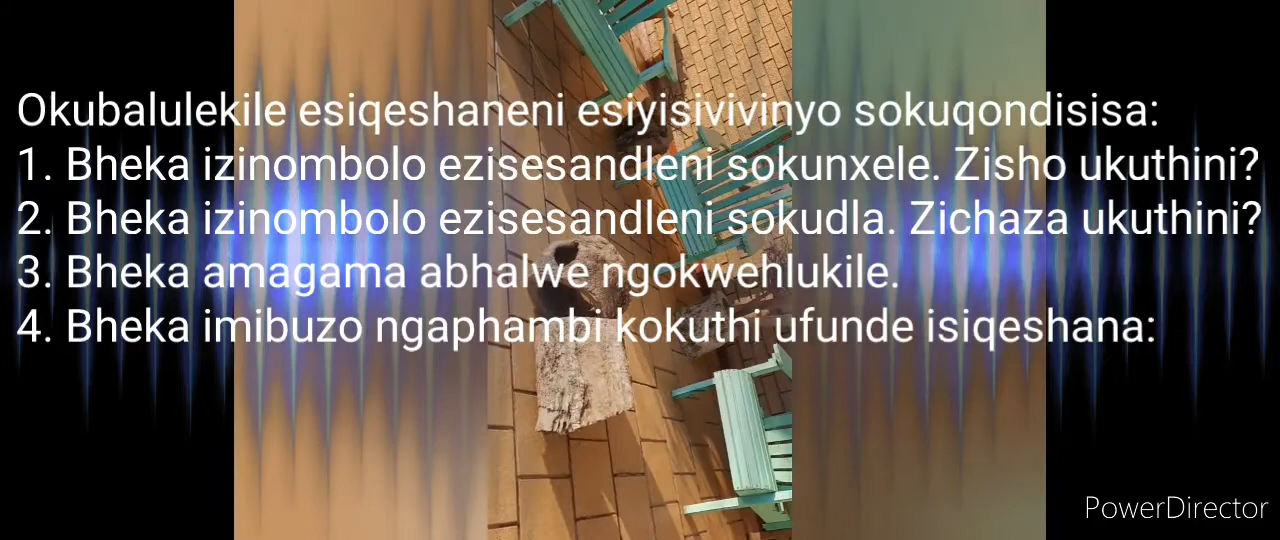 Okubalulekile esiqeshaneni esiyisivivinyo sokuqondisisa:
1. Bheka izinombolo ezisesandleni sokunxele. Zisho ukuthini?
2. Bheka izinombolo ezisesandleni sokudla. Zichaza ukuthini?
3. Bheka amagama abhalwe ngokwehlukile.
4. Bheka imibuzo ngaphambi kokuthi ufunde isiqeshana:
PowerDirector